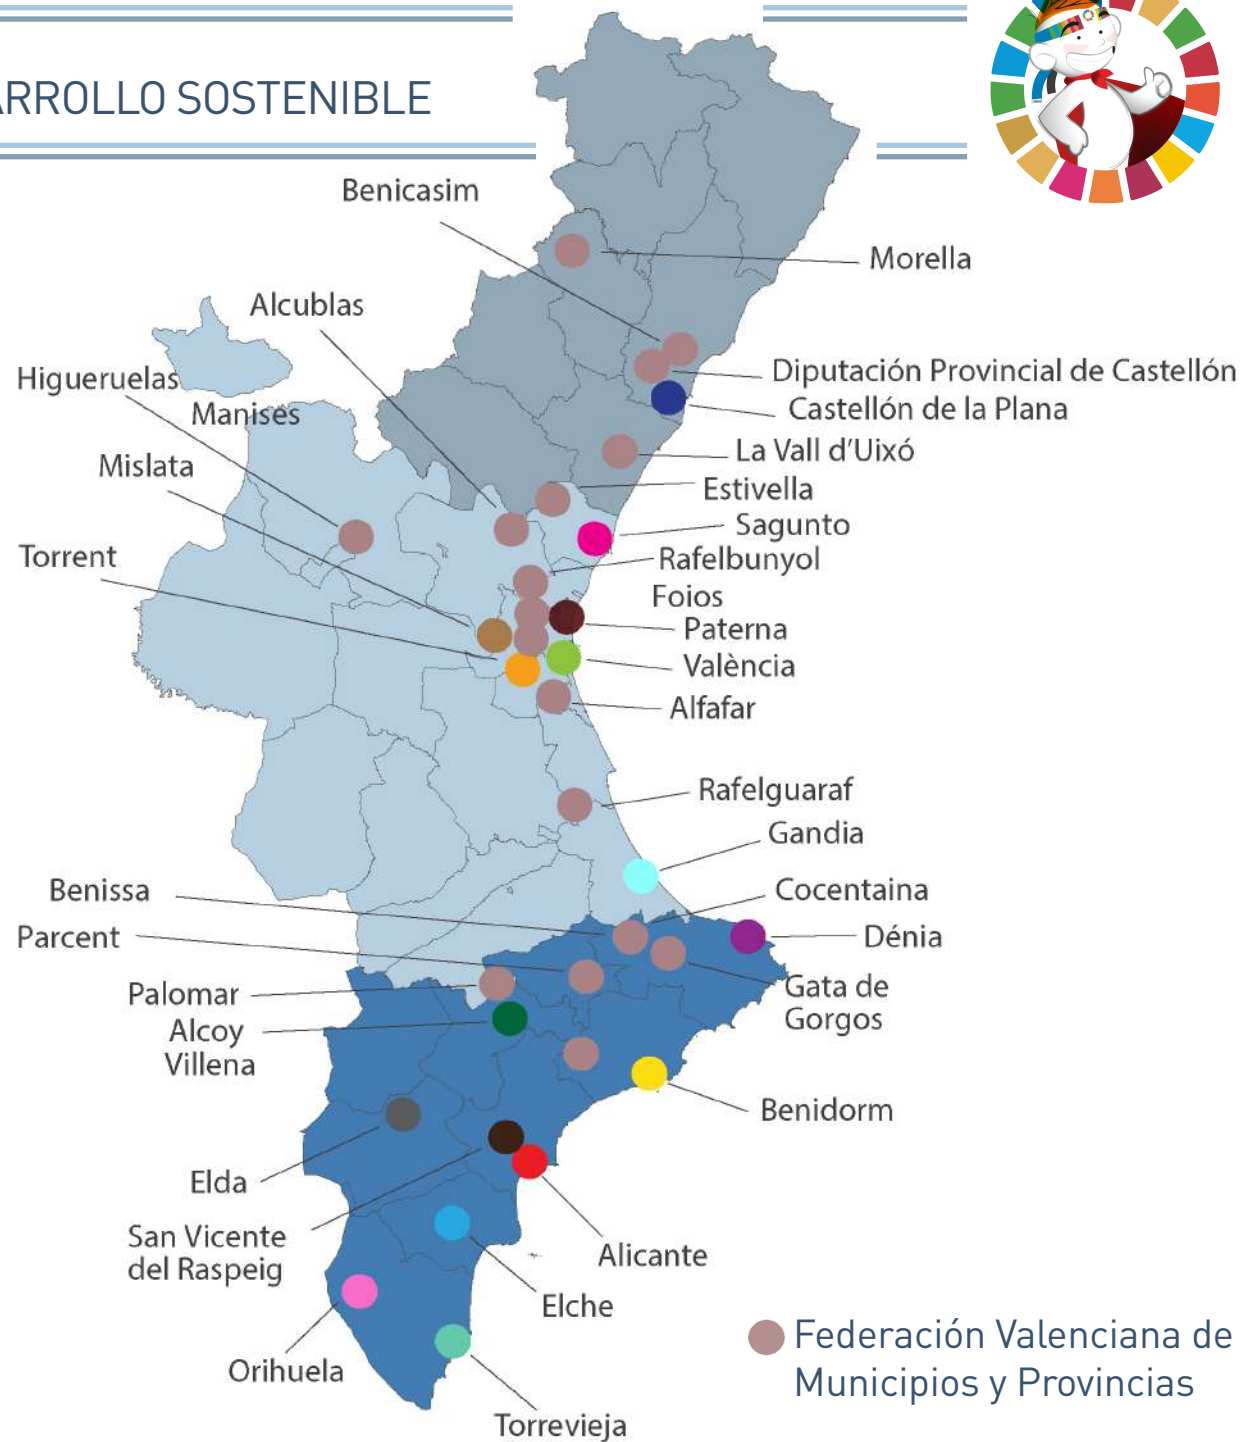 ARROLLO SOSTENIBLE
Benicasim
Morella
Alcublas
Higueruelas
Diputación Provincial de Castellón
Manises
Castellón de la Plana
Mislata
La Vall d'Uixó
Estivella
Sagunto
Torrent
Rafelbunyol
Foios
Paterna
València
Alfafar
Rafelguaraf
Gandia
Benissa
Cocentaina
Parcent
Dénia
Palomar
Gata de
Gorgos
Alcoy
Villena
Benidorm
Elda
San Vicente
del Raspeig
Alicante
Elche
Orihuela
Torrevieja
Federación Valenciana de
Municipios y Provincias